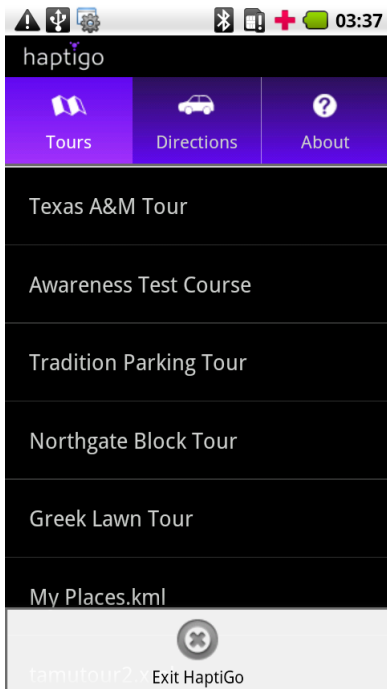 03:37
haptigo
Tours
Directions
About
Texas A&M Tour
Awareness Test Course
Tradition Parking Tour
Northgate Block Tour
Greek Lawn Tour
My Places.kml
tamutour2.x
Exit HaptiGo